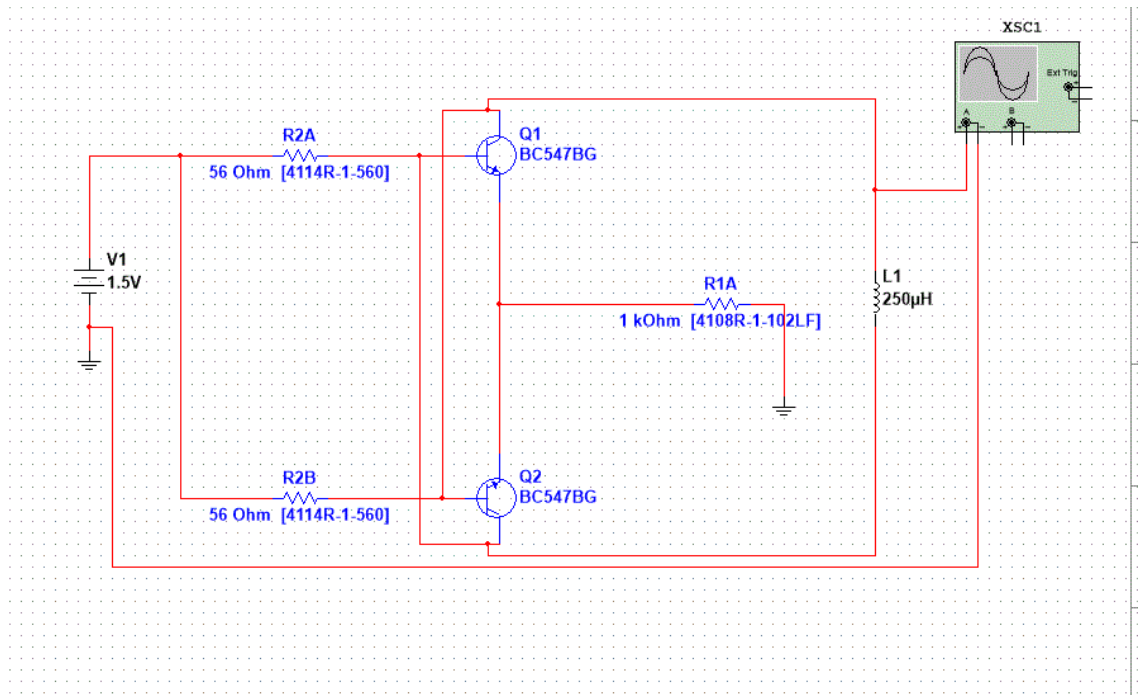 XSC1
Ext Trig
+
-
A
B
+ - + -
R2A
56 Ohm [4114R-1-560]
Q1
BC547BG
V1
1.5V
R1A
1 kOhm [4108R-1-102LF]
L1
250µH
R2B
56 Ohm [4114R-1-560]
Q2
BC547BG